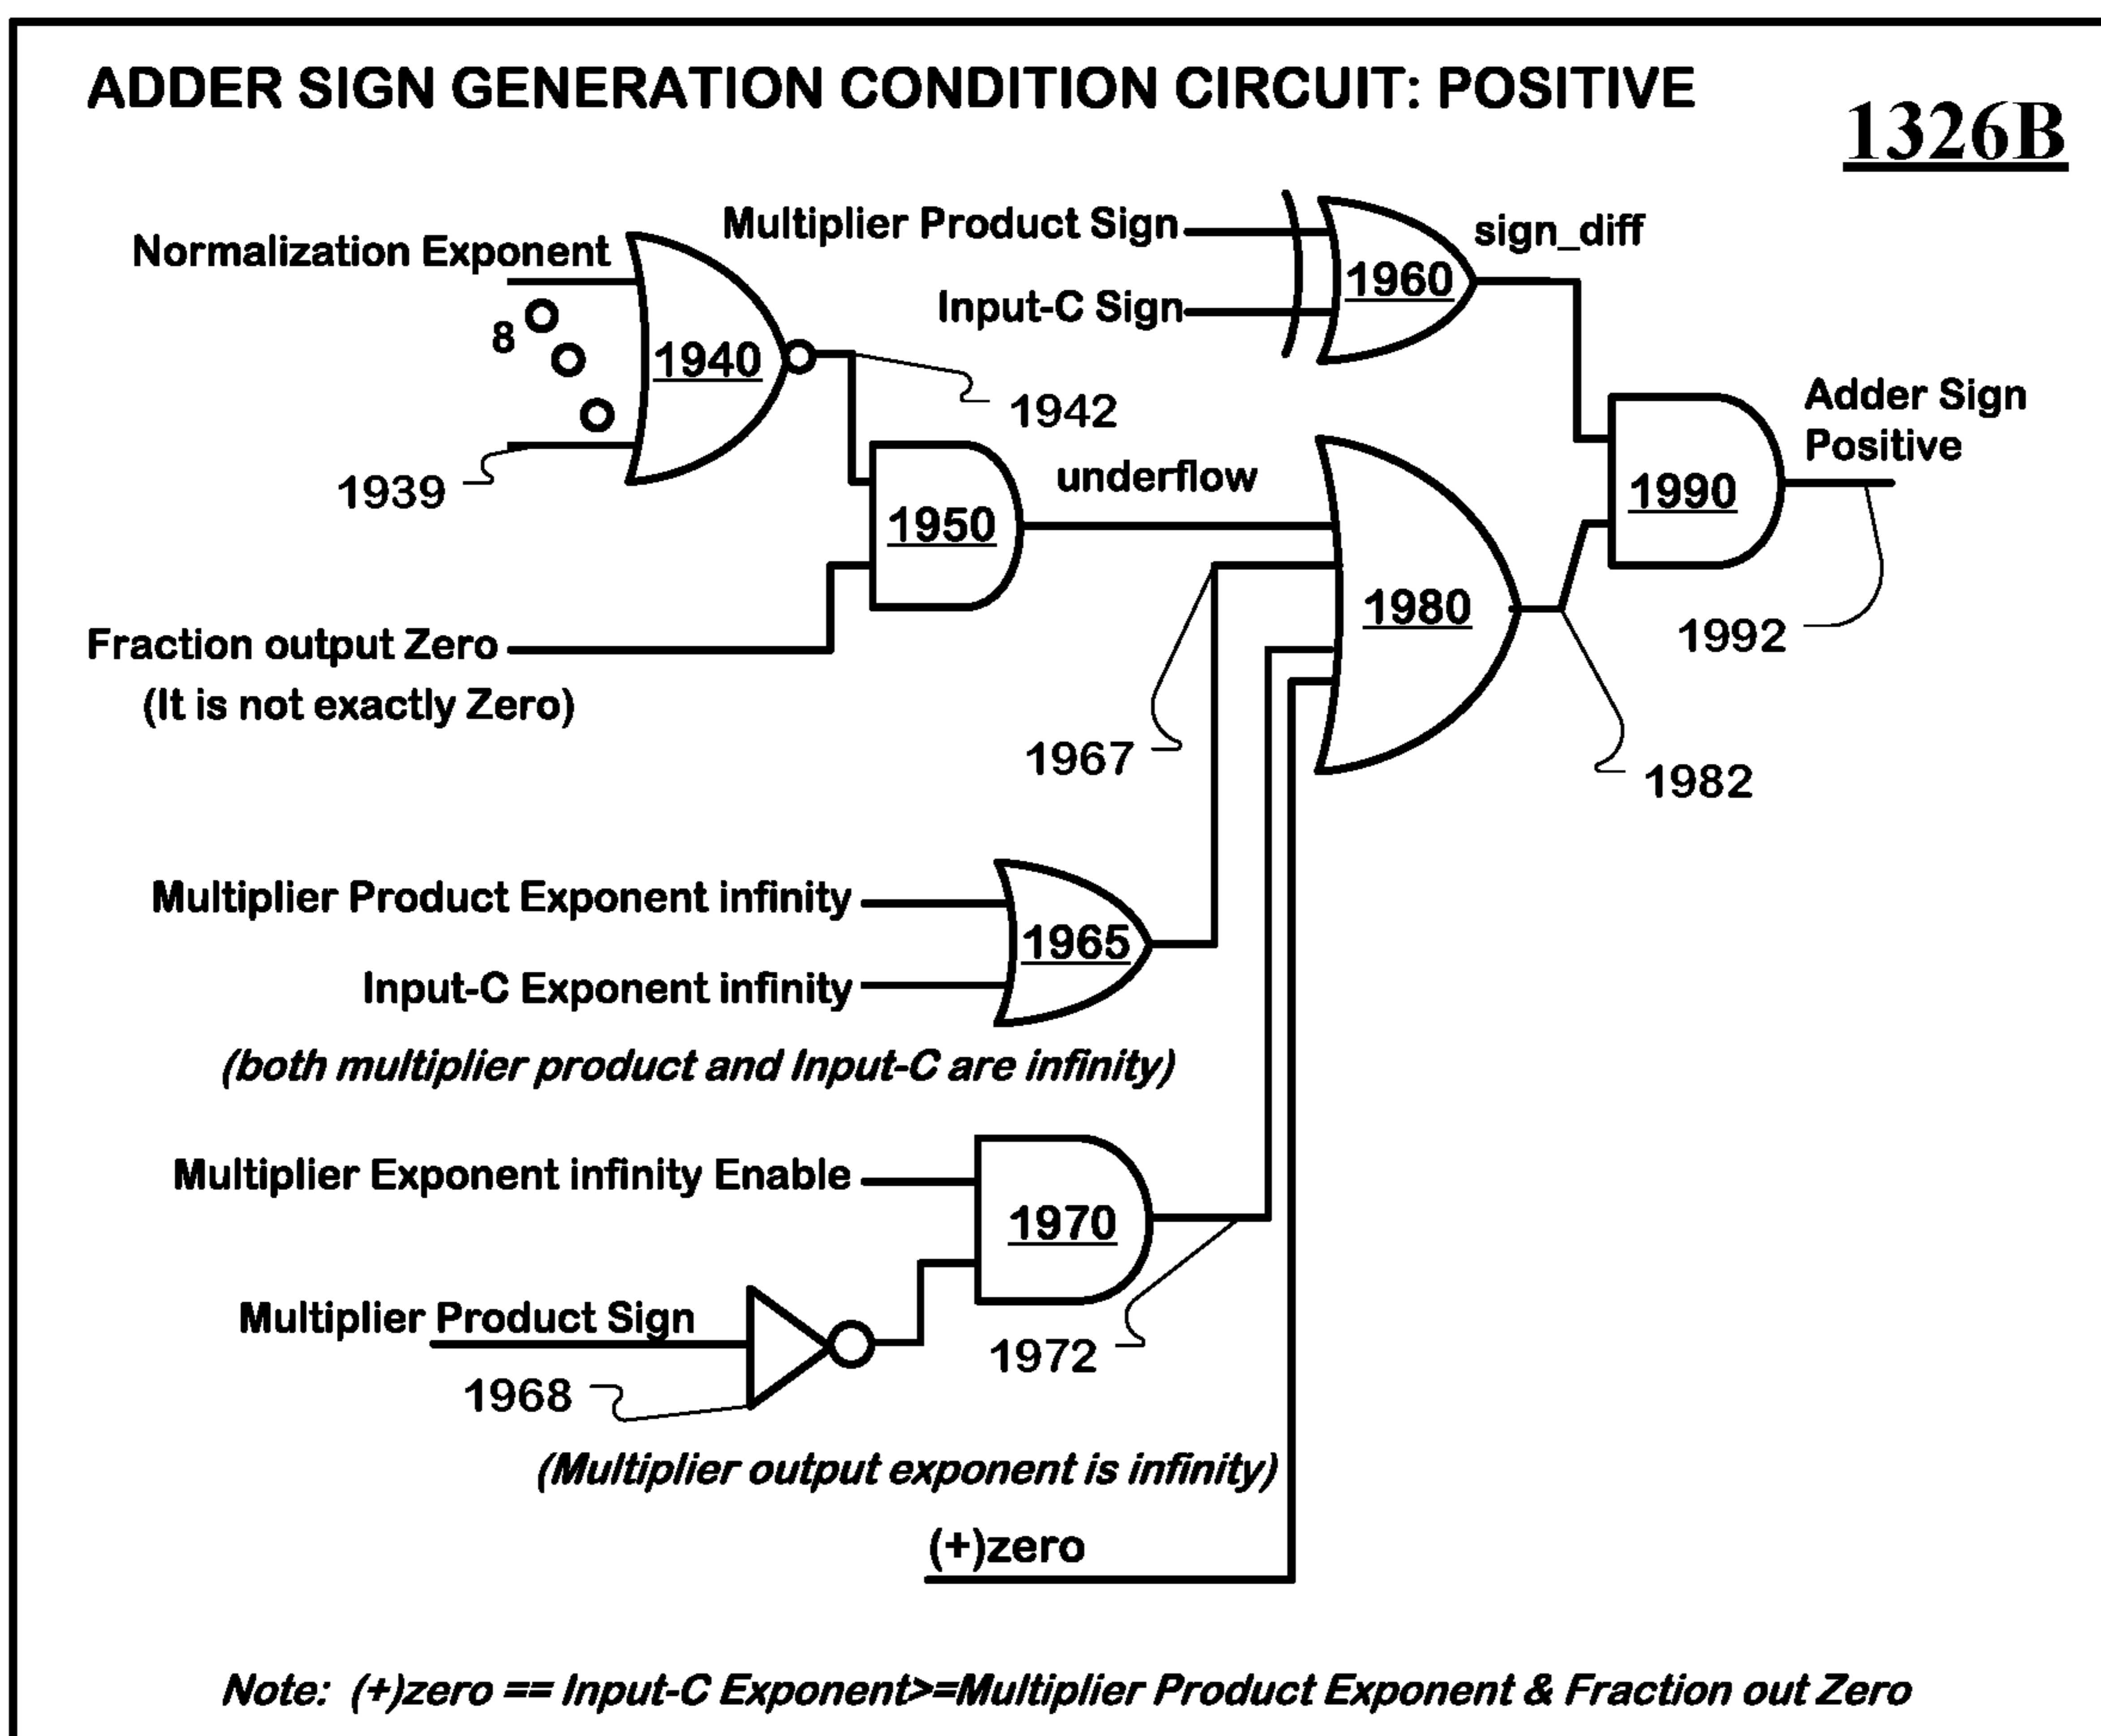 ADDER SIGN GENERATION CONDITION CIRCUIT: POSITIVE
1326B
Multiplier Product Sign
sign_diff
Normalization Exponent
1960
Input-C Sign
8
1940
1942
Adder Sign
Positive
1939
underflow
1990
1950
1980
Fraction output Zero
1992
(It is not exactly Zero)
1967
1982
Multiplier Product Exponent infinity
1965
Input-C Exponent infinity
(both multiplier product and Input-C are infinity)
Multiplier Exponent infinity Enable
1970
Multiplier Product Sign
1972
1968
(Multiplier output exponent is infinity)
(+)zero
Note: (+)zero == Input-C Exponent>=Multiplier Product Exponent & Fraction out Zero